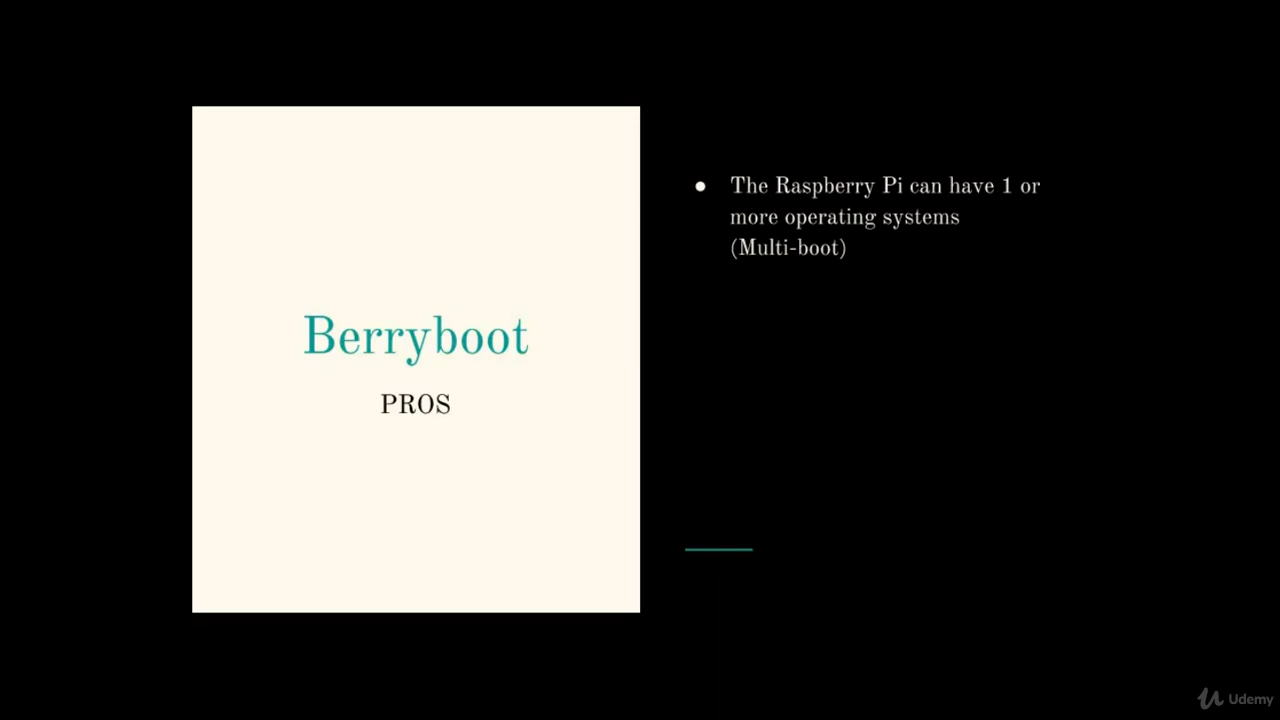 Berryboot
PROS
● The Raspberry Pi can have 1 or
more operating systems
(Multi-boot)
Udemy